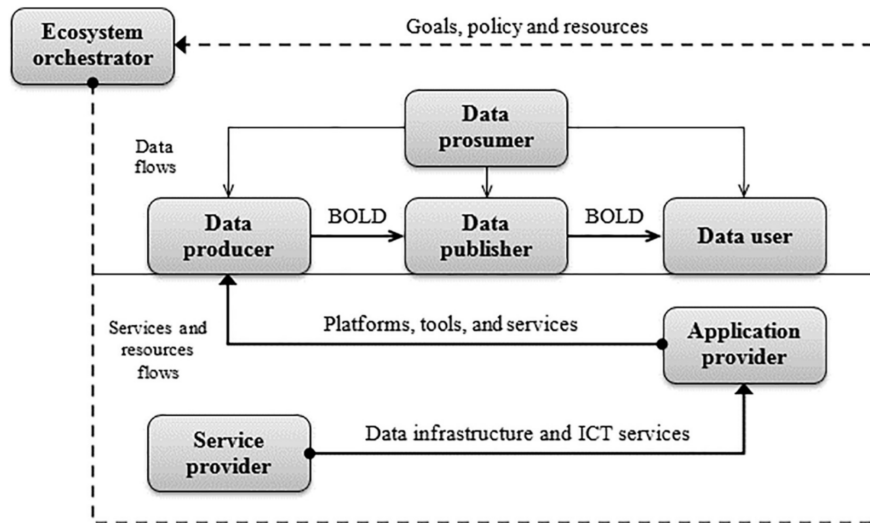 Ecosystem
orchestrator
Goals, policy and resources
Data
prosumer
Data
flows
Data
producer
BOLD
Data
publisher
BOLD
Data user
Services and
resources
flows
Platforms, tools, and services
Application
provider
Service
provider
Data infrastructure and ICT services